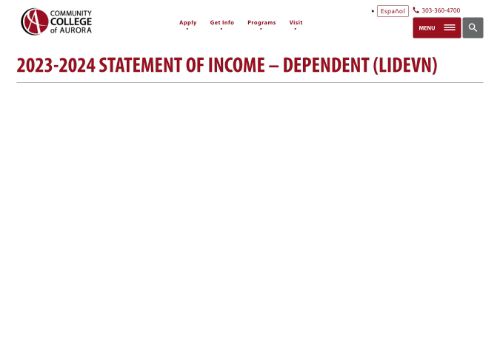 COMMUNITY
COLLEGE
of AURORA
Apply
Get Info
Programs
Visit
Español
303-360-4700
MENU
2023-2024 STATEMENT OF INCOME – DEPENDENT (LIDEVN)